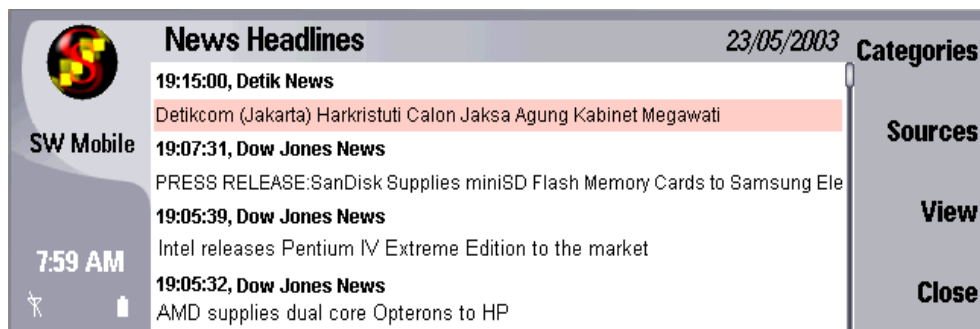 News Headlines
23/05/2003
Categories
19:15:00, Detik News
Detikcom (Jakarta) Harkristuti Calon Jaksa Agung Kabinet Megawati
SW Mobile
Sources
19:07:31, Dow Jones News
PRESS RELEASE:SanDisk Supplies miniSD Flash Memory Cards to Samsung Ele
19:05:39, Dow Jones News
View
Intel releases Pentium IV Extreme Edition to the market
7:59 AM
19:05:32, Dow Jones News
Close
AMD supplies dual core Opterons to HP